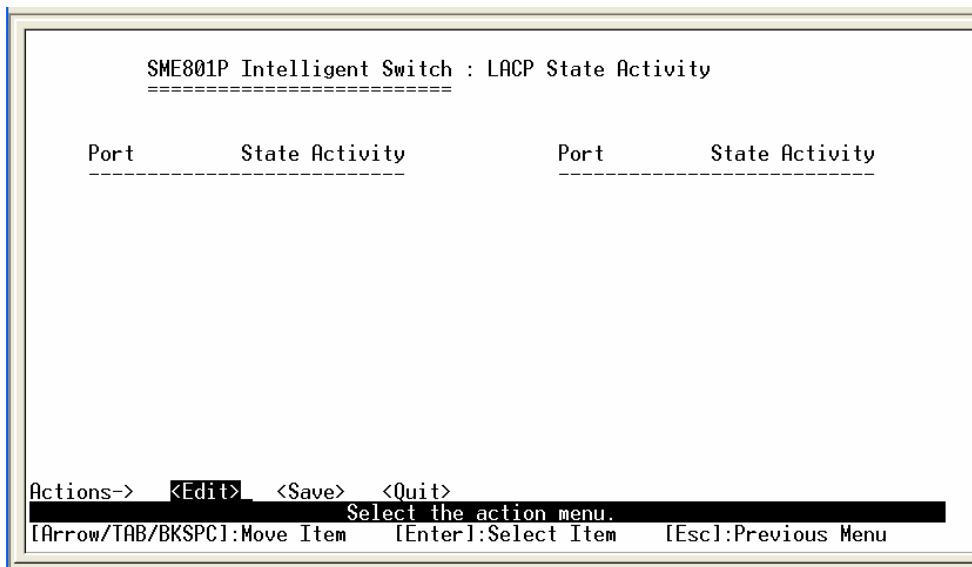 SME801P Intelligent Switch : LACP State Activity
==========================
Port State Activity Port State Activity
--------------------------- ---------------------------
Actions-> <Edit> <Save> <Quit>
Select the action menu.
[Arrow/TAB/BKSPC]:Move Item [Enter]:Select Item [Esc]:Previous Menu